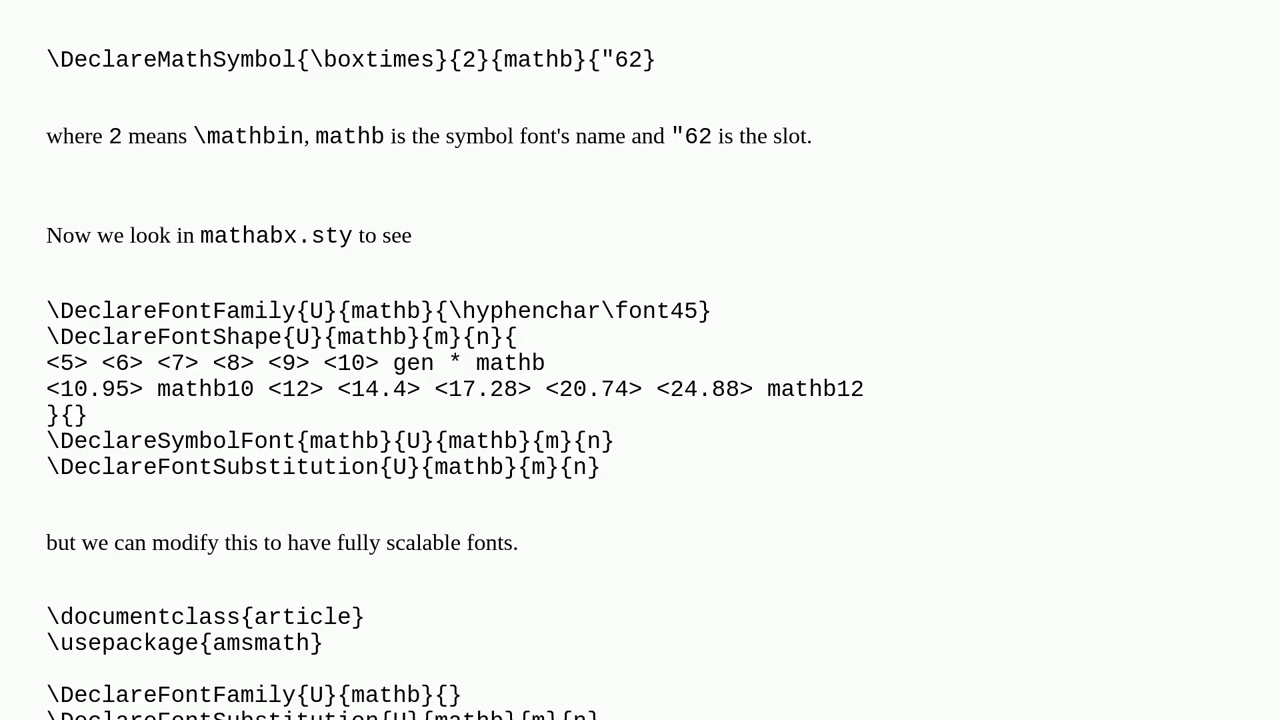 \DeclareMathSymbol{\boxtimes}{2}{mathb}{"62}
where 2 means \mathbin, mathb is the symbol font's name and "62 is the slot.
Now we look in mathabx.sty to see
\DeclareFontFamily{U}{mathb}{\hyphenchar\font45}
\DeclareFontShape{U}{mathb}{m}{n}{
<5> <6> <7> <8> <9> <10> gen * mathb
<10.95> mathb10 <12> <14.4> <17.28> <20.74> <24.88> mathb12
}{}
\DeclareSymbolFont{mathb}{U}{mathb}{m}{n}
\DeclareFontSubstitution{U}{mathb}{m}{n}
but we can modify this to have fully scalable fonts.
\documentclass{article}
\usepackage{amsmath}
\DeclareFontFamily{U}{mathb}{}
\DeclareFontSubstitution{U}{mathb}{m}{n}